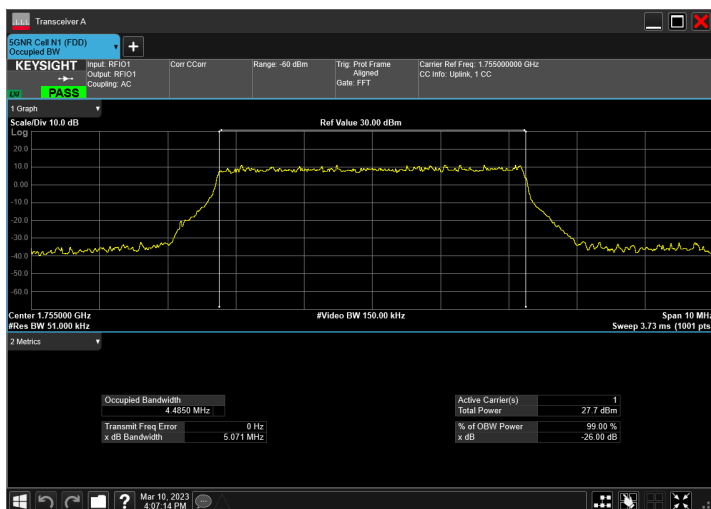 Transceiver A
5GNR Cell N1 (FDD)
Occupied BW
KEYSIGHT
Input: RFIO1
Output: RFIO1
Coupling: AC
Corr CCorr
Range: -60 dBm
Trig: Prot Frame
Aligned
Gate: FFT
Carrier Ref Freq: 1.755000000 GHz
CC Info: Uplink, 1 CC
LXI
PASS
1 Graph
Scale/Div 10.0 dB
Ref Value 30.00 dBm
Log
20.0
10.0
0.00
-10.0
-20.0
-30.0
-40.0
-50.0
-60.0
Center 1.755000 GHz
#Video BW 150.00 kHz
Span 10 MHz
#Res BW 51.000 kHz
Sweep 3.73 ms (1001 pts
2 Metrics
Occupied Bandwidth
4.4850 MHz
Transmit Freq Error 0 Hz
x dB Bandwidth 5.071 MHz
Active Carrier(s) 1
Total Power 27.7 dBm
% of OBW Power 99.00 %
x dB -26.00 dB
?
Mar 10, 2023
4:07:14 PM